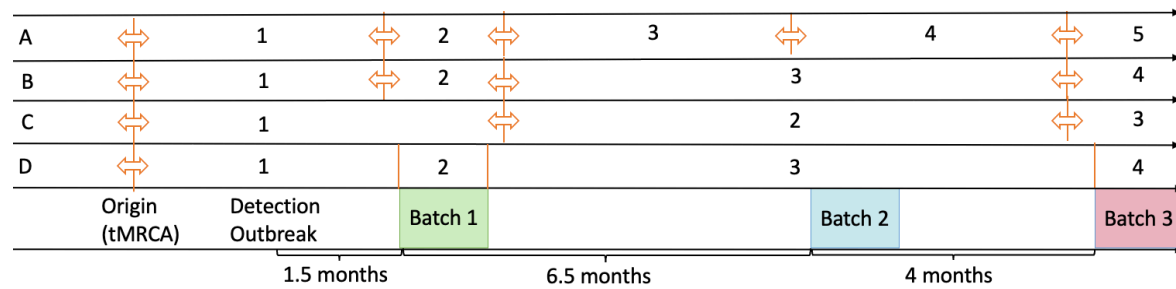 A 1 2 3 4 5
B 1 2 3 4
C 1 2 3
D 1 2 3 4
Origin (tMRCA)
Detection Outbreak
Batch 1
Batch 2
Batch 3
1.5 months
6.5 months
4 months